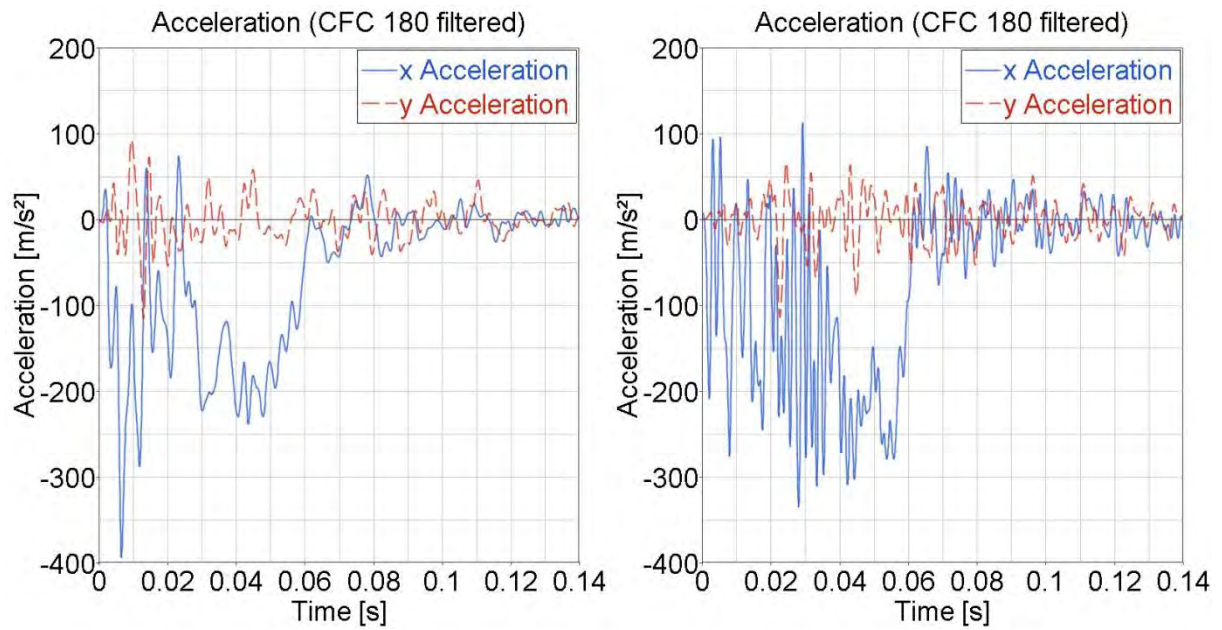 Acceleration (CFC 180 filtered)
200
100
0
-100
-200
-300
-400
Acceleration [m/s²]
x Acceleration
y Acceleration
0 0.02 0.04 0.06 0.08 0.1 0.12 0.14
Time [s]
Acceleration (CFC 180 filtered)
200
100
0
-100
-200
-300
-400
Acceleration [m/s²]
x Acceleration
y Acceleration
0 0.02 0.04 0.06 0.08 0.1 0.12 0.14
Time [s]